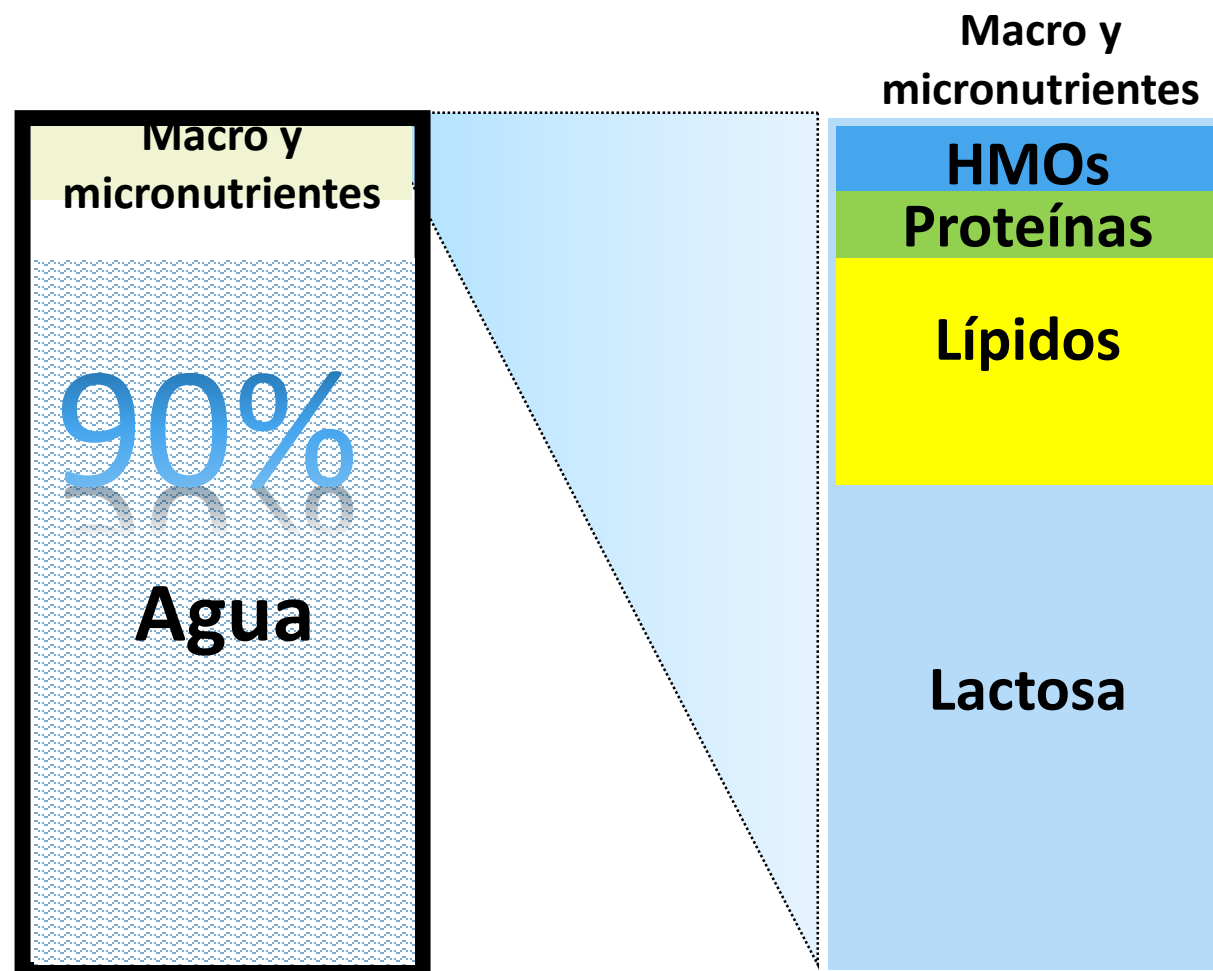 Macro y
micronutrientes
90%
Agua
Macro y
micronutrientes
HMOs
Proteínas
Lípidos
Lactosa